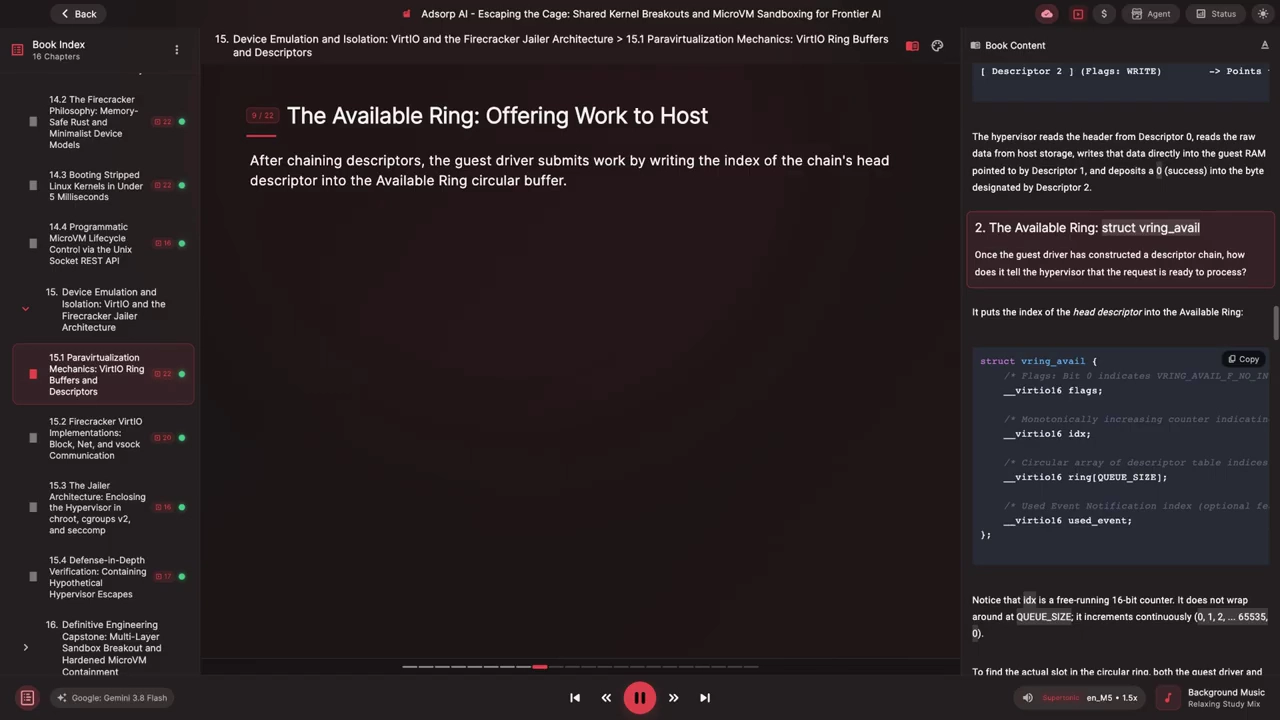 Back
Adsorp AI - Escaping the Cage: Shared Kernel Breakouts and MicroVM Sandboxing for Frontier AI
$
Agent
Status
Book Index
16 Chapters
14.2 The Firecracker
Philosophy: Memory-
Safe Rust and
Minimalist Device
Models
22
14.3 Booting Stripped
Linux Kernels in Under
5 Milliseconds
22
14.4 Programmatic
MicroVM Lifecycle
Control via the Unix
Socket REST API
16
15. Device Emulation and
Isolation: VirtIO and the
Firecracker Jailer
Architecture
15.1 Paravirtualization
Mechanics: VirtIO Ring
Buffers and
Descriptors
22
15.2 Firecracker VirtIO
Implementations:
Block, Net, and vsock
Communication
20
15.3 The Jailer
Architecture: Enclosing
the Hypervisor in
chroot, cgroups v2,
and seccomp
16
15.4 Defense-in-Depth
Verification: Containing
Hypothetical
Hypervisor Escapes
17
16. Definitive Engineering
Capstone: Multi-Layer
Sandbox Breakout and
Hardened MicroVM
Containment
15. Device Emulation and Isolation: VirtIO and the Firecracker Jailer Architecture > 15.1 Paravirtualization Mechanics: VirtIO Ring Buffers
and Descriptors
9 / 22
The Available Ring: Offering Work to Host
After chaining descriptors, the guest driver submits work by writing the index of the chain's head
descriptor into the Available Ring circular buffer.
Book Content
[ Descriptor 2 ] (Flags: WRITE) -> Points
The hypervisor reads the header from Descriptor 0, reads the raw
data from host storage, writes that data directly into the guest RAM
pointed to by Descriptor 1, and deposits a 0 (success) into the byte
designated by Descriptor 2.
2. The Available Ring: struct vring_avail
Once the guest driver has constructed a descriptor chain, how
does it tell the hypervisor that the request is ready to process?
It puts the index of the head descriptor into the Available Ring:
Copy
struct vring_avail {
/* Flags: Bit 0 indicates VRING_AVAIL_F_NO_IN
__virtio16 flags;
/* Monotonically increasing counter indicatin
__virtio16 idx;
/* Circular array of descriptor table indices
__virtio16 ring[QUEUE_SIZE];
/* Used Event Notification index (optional fe
__virtio16 used_event;
};
Notice that idx is a free-running 16-bit counter. It does not wrap
around at QUEUE_SIZE; it increments continuously (0, 1, 2, ... 65535,
0).
To find the actual slot in the circular ring, both the guest driver and
Google: Gemini 3.8 Flash
Supertonic en_M5 • 1.5x
Background Music
Relaxing Study Mix